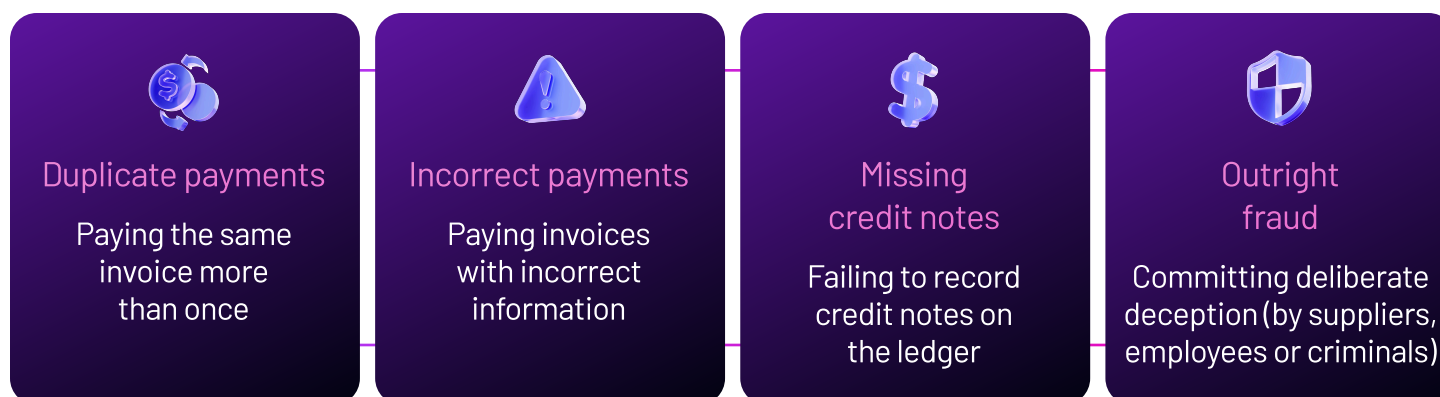 Duplicate payments
Paying the same
invoice more
than once
Incorrect payments
Paying invoices
with incorrect
information
Missing
credit notes
Failing to record
credit notes on
the ledger
Outright
fraud
Committing deliberate
deception (by suppliers,
employees or criminals)